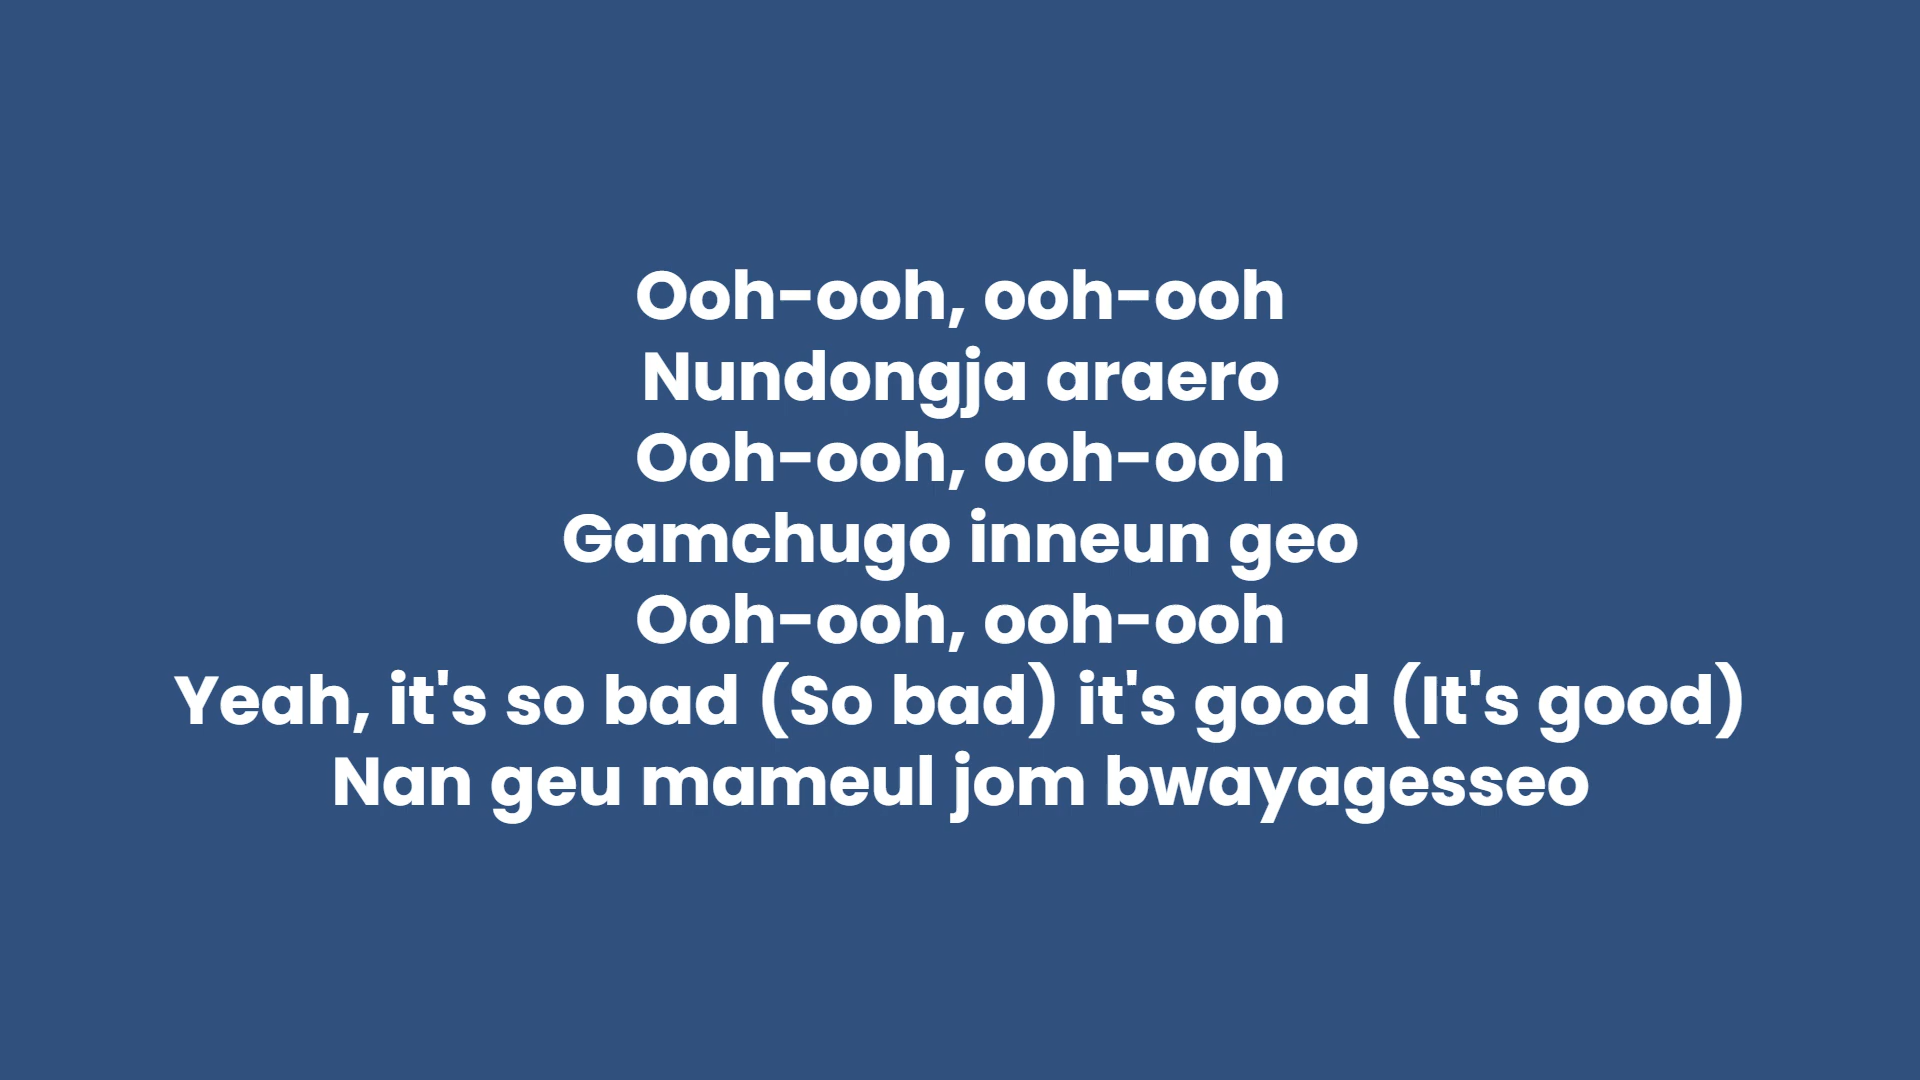 Ooh-ooh, ooh-ooh
Nundongja araero
Ooh-ooh, ooh-ooh
Gamchugo inneun geo
Ooh-ooh, ooh-ooh
Yeah, it's so bad (So bad) it's good (It's good)
Nan geu mameul jom bwayagesseo